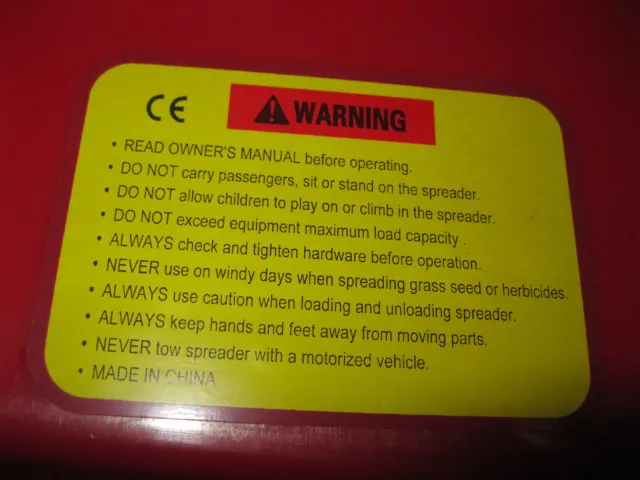 CE WARNING
• READ OWNER'S MANUAL before operating.
• DO NOT carry passengers, sit or stand on the spreader.
• DO NOT allow children to play on or climb in the spreader.
• DO NOT exceed equipment maximum load capacity .
• ALWAYS check and tighten hardware before operation.
• NEVER use on windy days when spreading grass seed or herbicides.
• ALWAYS use caution when loading and unloading spreader.
• ALWAYS keep hands and feet away from moving parts.
• NEVER tow spreader with a motorized vehicle.
• MADE IN CHINA